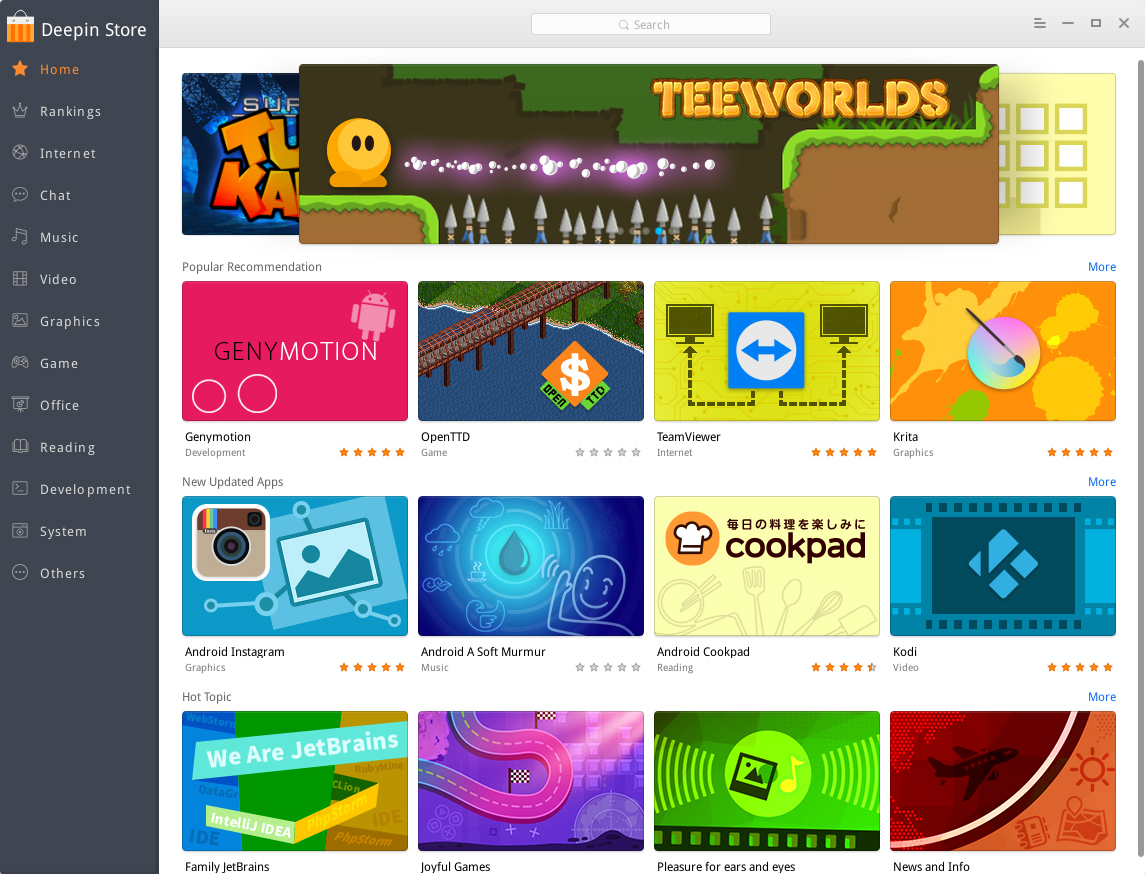 Deepin Store
Search
Home
Rankings
Internet
Chat
Music
Video
Graphics
Game
Office
Reading
Development
System
Others
SUP
TU
KA
TEEWORLDS
Popular Recommendation
More
GENYMOTION
$
OPEN TTD
Genymotion
OpenTTD
TeamViewer
Krita
Development
Game
Internet
Graphics
New Updated Apps
More
毎日の料理を楽しみに
cookpad
Android Instagram
Android A Soft Murmur
Android Cookpad
Kodi
Graphics
Music
Reading
Video
Hot Topic
More
WebStorm
We Are JetBrains
RubyMine
DataGr
CLion
IntelliJ IDEA
PhpStorm
IDE
IDE
PhpStorm
Family JetBrains
Joyful Games
Pleasure for ears and eyes
News and Info